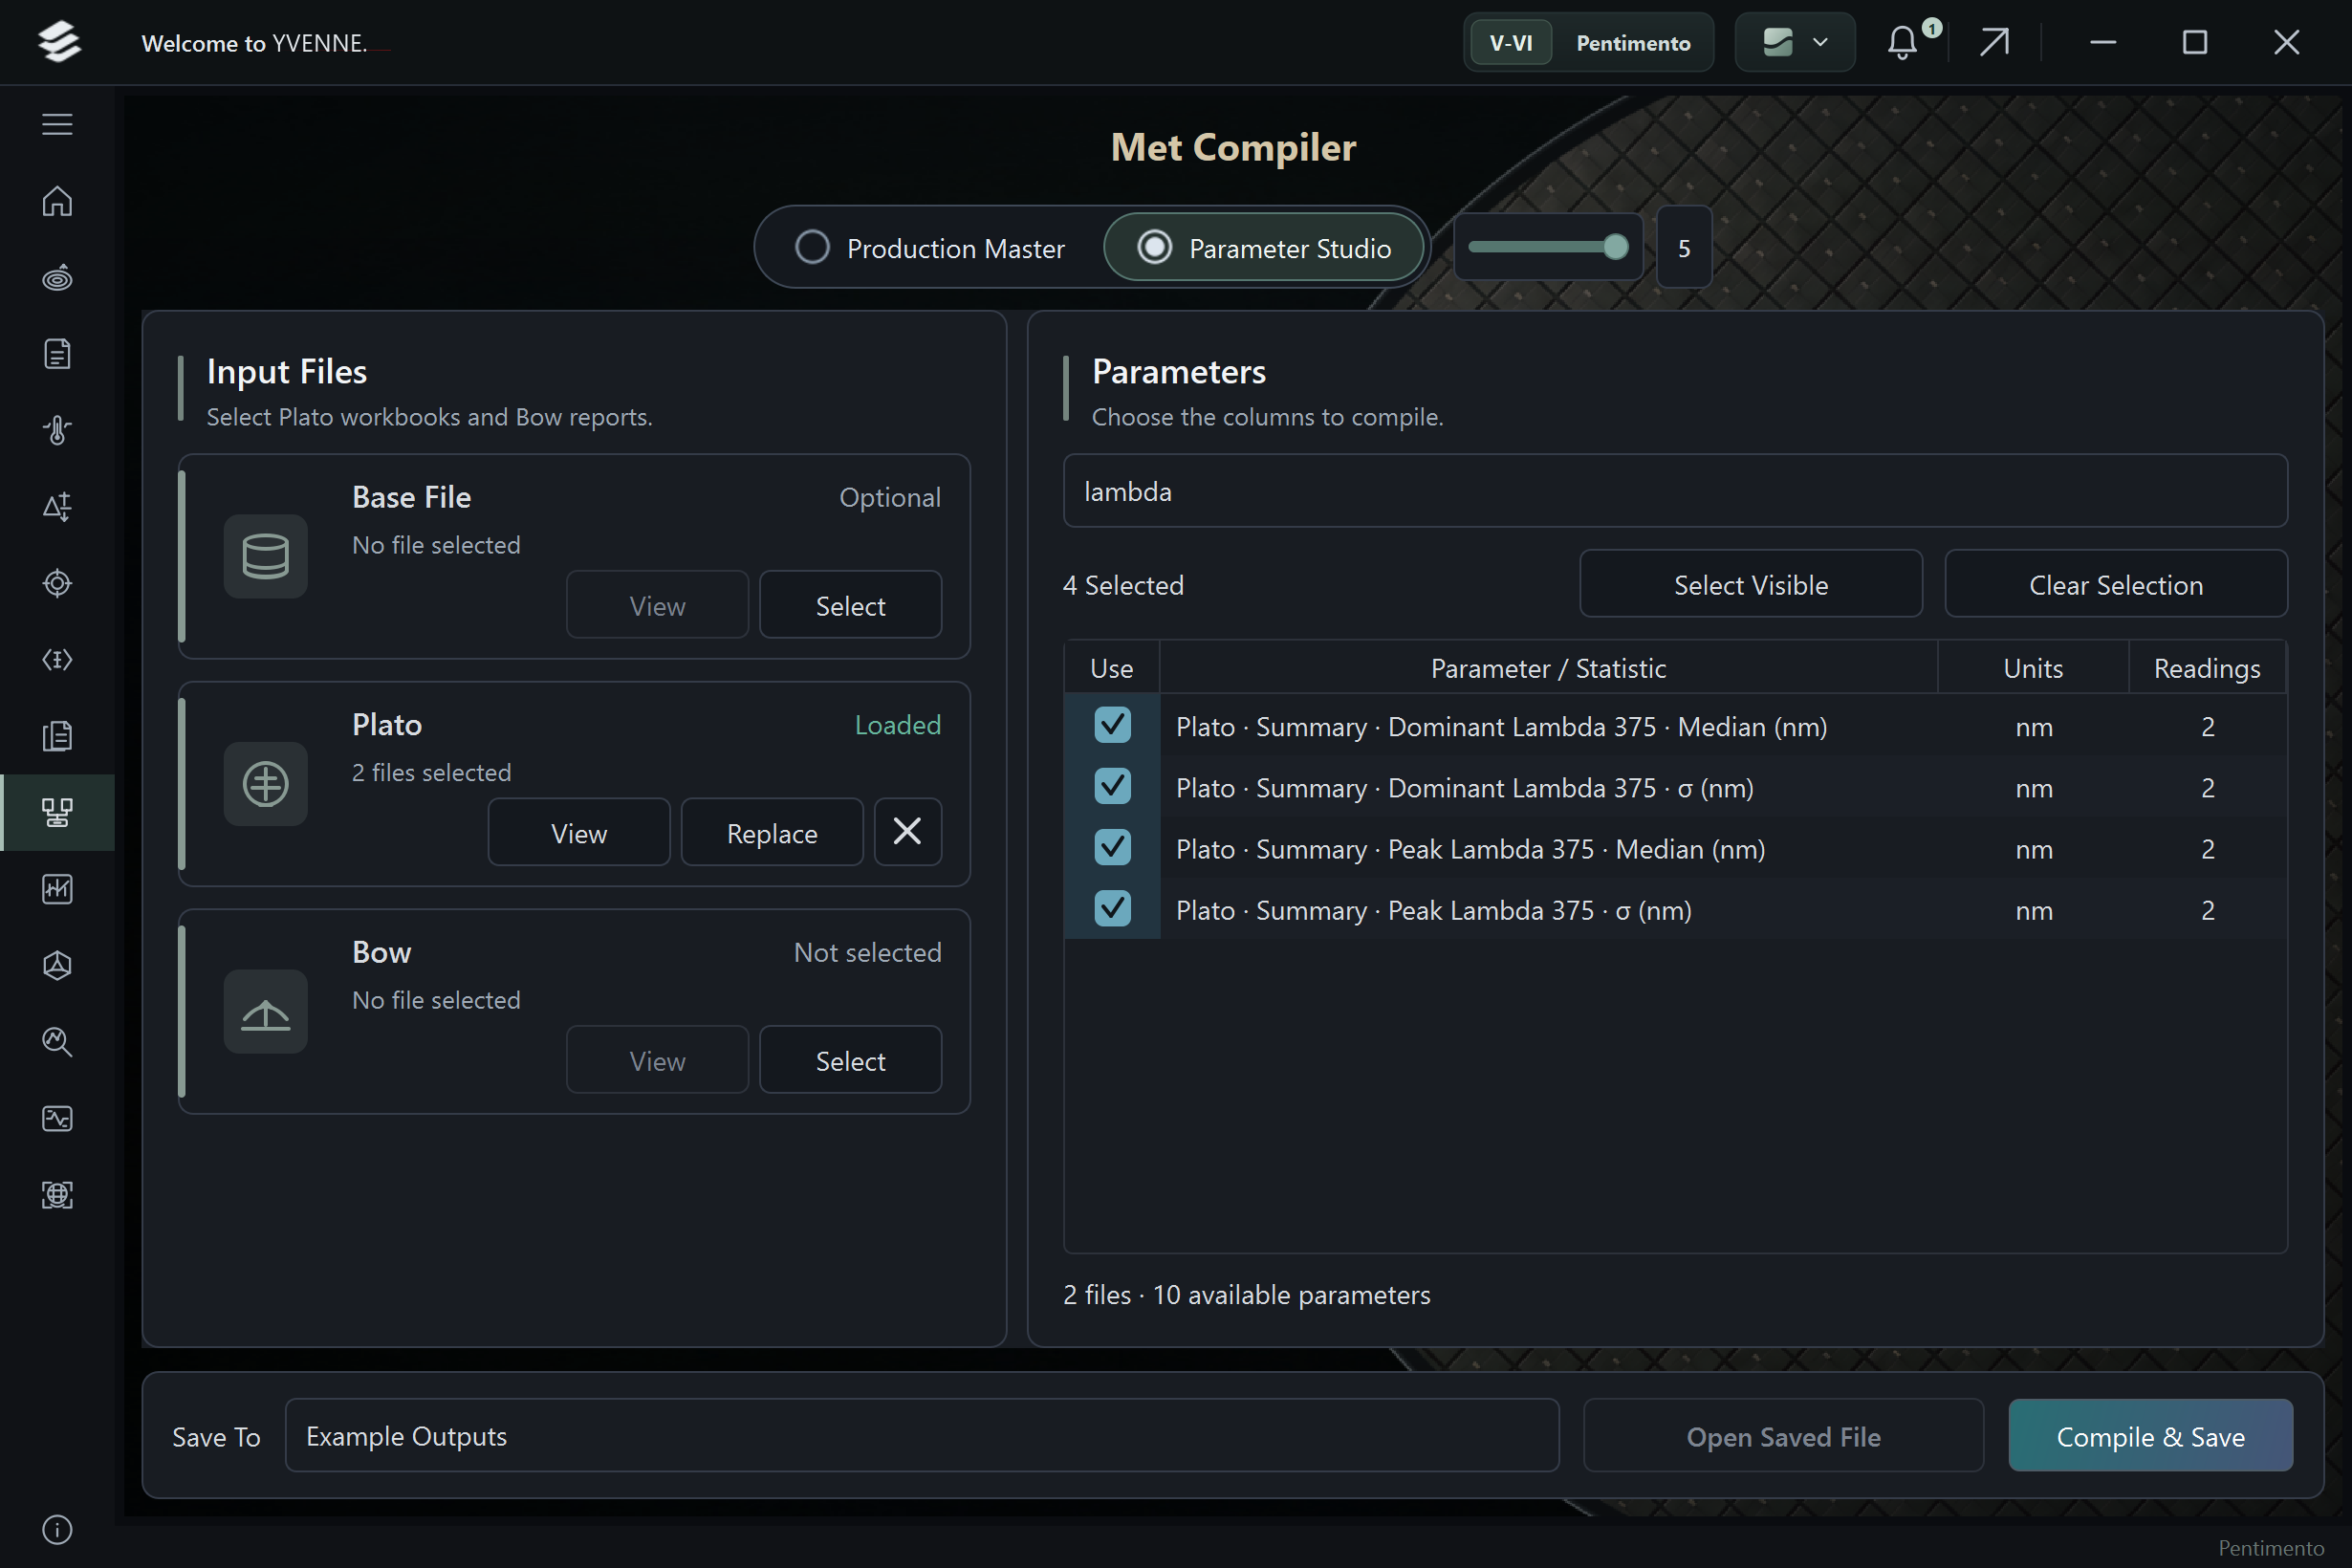 Welcome to YVENNE.
V-VI Pentimento
1
Met Compiler
Production Master
Parameter Studio
5
Input Files
Select Plato workbooks and Bow reports.
Base File
Optional
No file selected
View
Select
Plato
Loaded
2 files selected
View
Replace
Bow
Not selected
No file selected
View
Select
Parameters
Choose the columns to compile.
lambda
4 Selected
Select Visible
Clear Selection
Use Parameter / Statistic Units Readings
Plato · Summary · Dominant Lambda 375 · Median (nm) nm 2
Plato · Summary · Dominant Lambda 375 · σ (nm) nm 2
Plato · Summary · Peak Lambda 375 · Median (nm) nm 2
Plato · Summary · Peak Lambda 375 · σ (nm) nm 2
2 files · 10 available parameters
Save To
Example Outputs
Open Saved File
Compile & Save
Pentimento